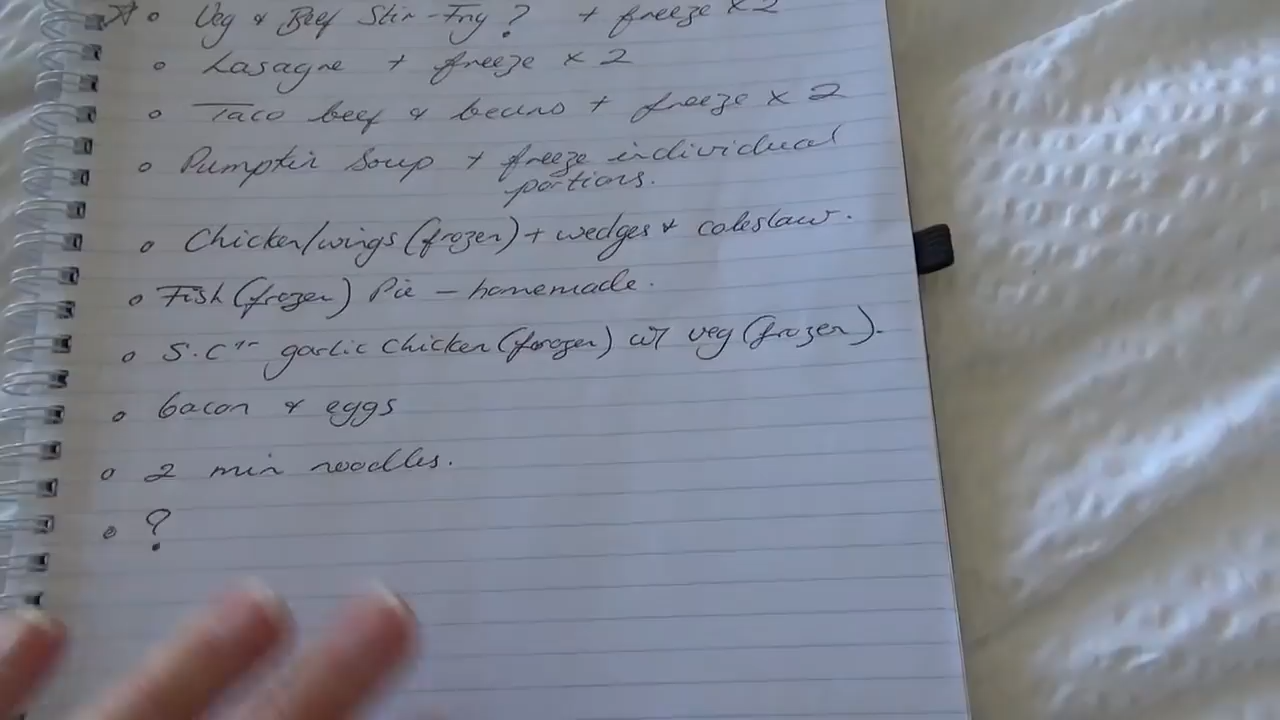 Veg & Beef Stir-Fry? + freeze x2
Lasagne + freeze x 2
Taco beef & beans + freeze x 2
Pumpkin Soup + freeze individual
portions.
Chicken/wings (frozen) + wedges & coleslaw.
Fish (frozen) Pie - homemade.
S.C garlic chicken (frozen) w/ veg (frozen).
bacon & eggs
2 min noodles.
?